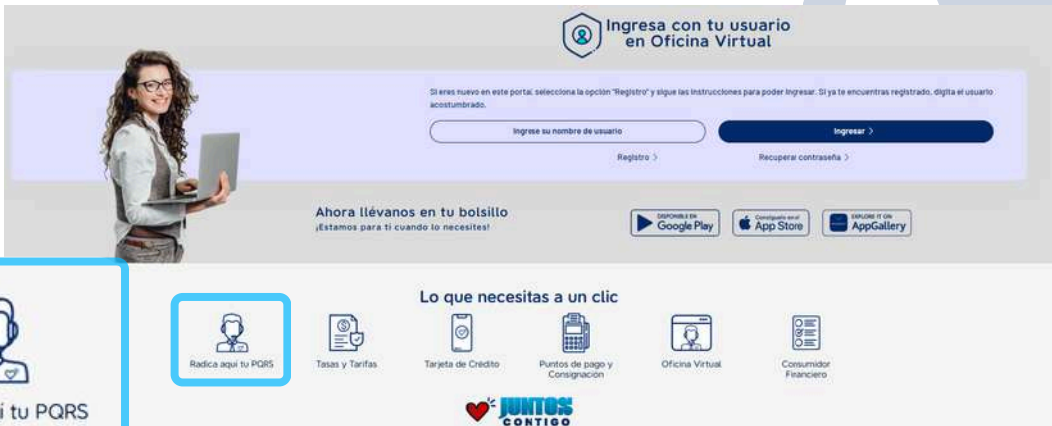 Ingresa con tu usuario
en Oficina Virtual
Si eres nuevo en este portal, selecciona la opción "Registro" y sigue las instrucciones para poder ingresar. Si ya te encuentras registrado, digita el usuario
acostumbrado.
Ingrese su nombre de usuario
Ingresar >
Registro >
Recuperar contraseña >
Ahora llévanos en tu bolsillo
¡Estamos para ti cuando lo necesites!
DISPONIBLE EN
Google Play
Consíguelo en el
App Store
EXPLORE IT ON
AppGallery
Lo que necesitas a un clic
Radica aquí tu PQRS
Tasas y Tarifas
Tarjeta de Crédito
Puntos de pago y
Consignación
Oficina Virtual
Consumidor
Financiero
í tu PQRS
JUNTOS
CONTIGO